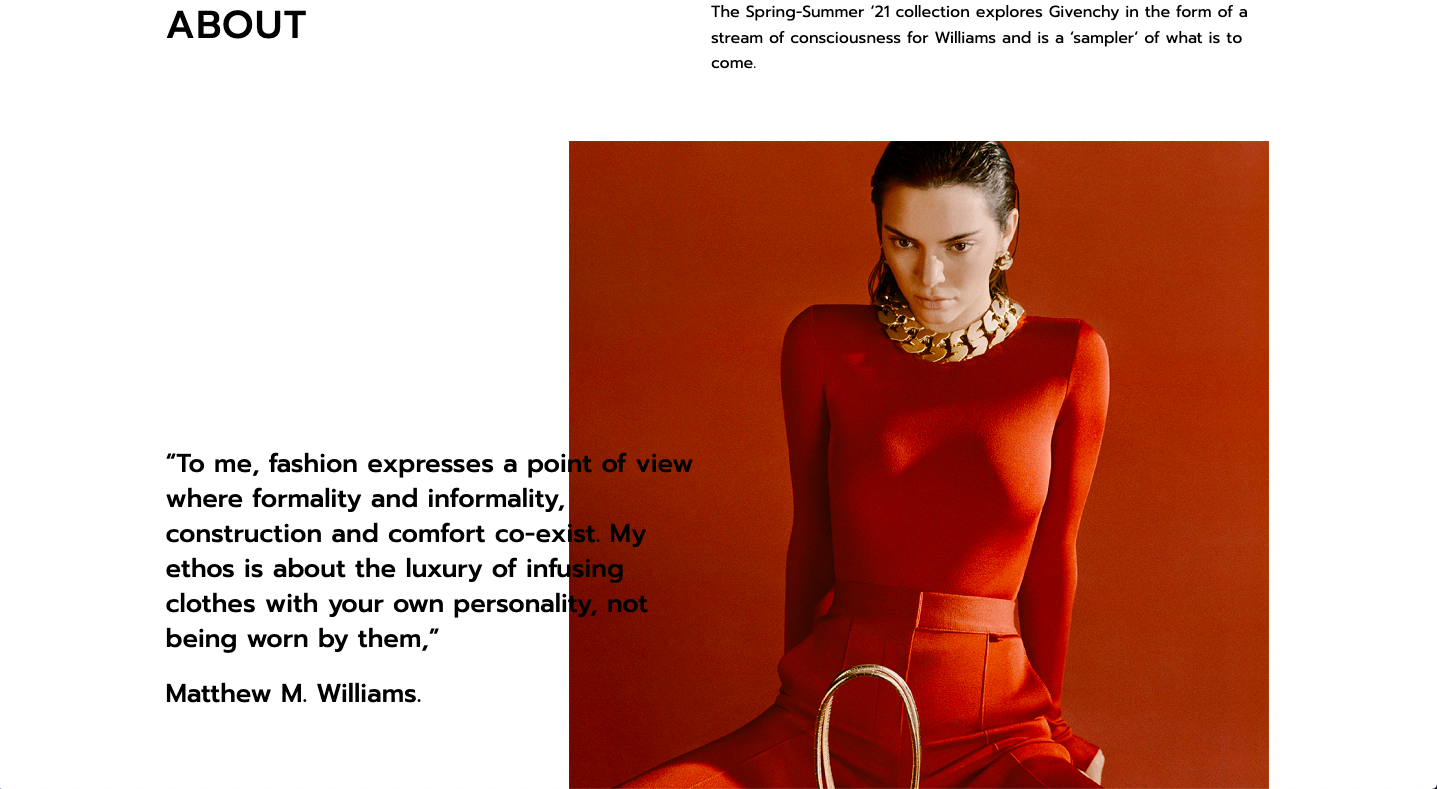 ABOUT
The Spring-Summer ‘21 collection explores Givenchy in the form of a
stream of consciousness for Williams and is a ‘sampler’ of what is to
come.
“To me, fashion expresses a point of view
where formality and informality,
construction and comfort co-exist. My
ethos is about the luxury of infusing
clothes with your own personality, not
being worn by them,”
Matthew M. Williams.